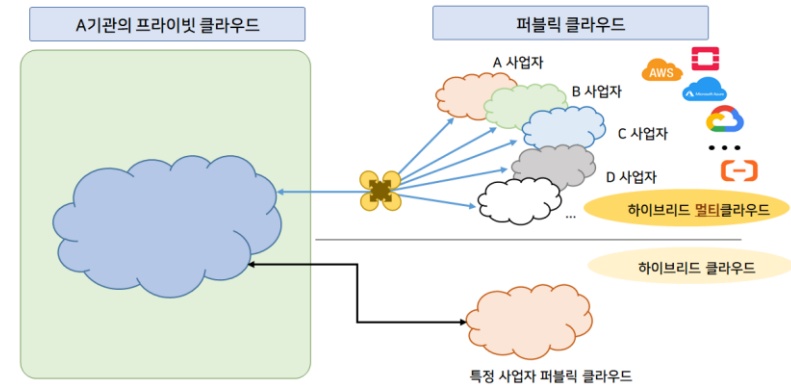 A기관의 프라이빗 클라우드
퍼블릭 클라우드
A 사업자
AWS
B 사업자
Microsoft Azure
C 사업자
D 사업자
...
하이브리드 멀티클라우드
하이브리드 클라우드
특정 사업자 퍼블릭 클라우드